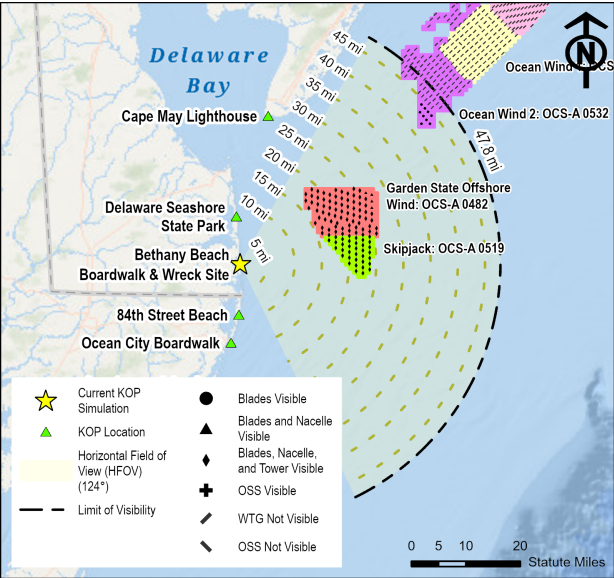 Delaware
Bay
45 mi
40 mi
35 mi
30 mi
25 mi
20 mi
15 mi
10 mi
5 mi
47.8 mi
N
Ocean Wind 1: OCS
Ocean Wind 2: OCS-A 0532
Cape May Lighthouse
Garden State Offshore
Wind: OCS-A 0482
Delaware Seashore
State Park
Skipjack: OCS-A 0519
Bethany Beach
Boardwalk & Wreck Site
84th Street Beach
Ocean City Boardwalk
Current KOP
Simulation
KOP Location
Horizontal Field of
View (HFOV)
(124°)
Limit of Visibility
Blades Visible
Blades and Nacelle
Visible
Blades, Nacelle,
and Tower Visible
OSS Visible
WTG Not Visible
OSS Not Visible
0 5 10 20
Statute Miles